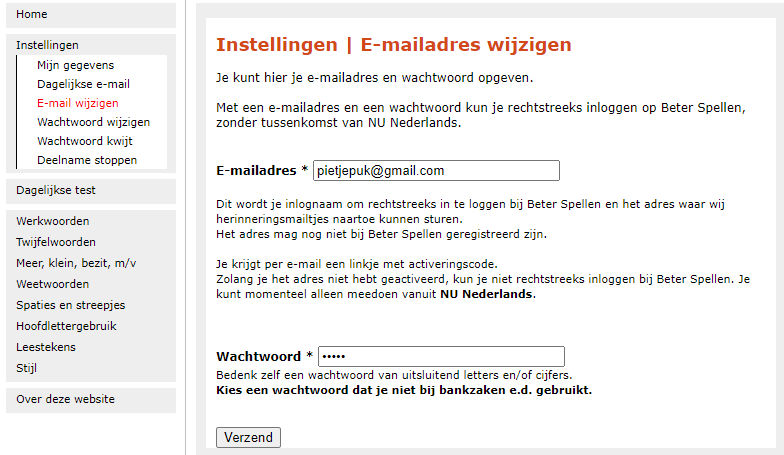 Home
Instellingen
Mijn gegevens
Dagelijkse e-mail
E-mail wijzigen
Wachtwoord wijzigen
Wachtwoord kwijt
Deelname stoppen
Dagelijkse test
Werkwoorden
Twijfelwoorden
Meer, klein, bezit, m/v
Weetwoorden
Spaties en streepjes
Hoofdlettergebruik
Leestekens
Stijl
Over deze website
Instellingen | E-mailadres wijzigen
Je kunt hier je e-mailadres en wachtwoord opgeven.
Met een e-mailadres en een wachtwoord kun je rechtstreeks inloggen op Beter Spellen,
zonder tussenkomst van NU Nederlands.
E-mailadres * pietjepuk@gmail.com
Dit wordt je inlognaam om rechtstreeks in te loggen bij Beter Spellen en het adres waar wij
herinneringsmailtjes naartoe kunnen sturen.
Het adres mag nog niet bij Beter Spellen geregistreerd zijn.
Je krijgt per e-mail een linkje met activeringscode.
Zolang je het adres niet hebt geactiveerd, kun je niet rechtstreeks inloggen bij Beter Spellen. Je
kunt momenteel alleen meedoen vanuit NU Nederlands.
Wachtwoord * •••••
Bedenk zelf een wachtwoord van uitsluitend letters en/of cijfers.
Kies een wachtwoord dat je niet bij bankzaken e.d. gebruikt.
Verzend